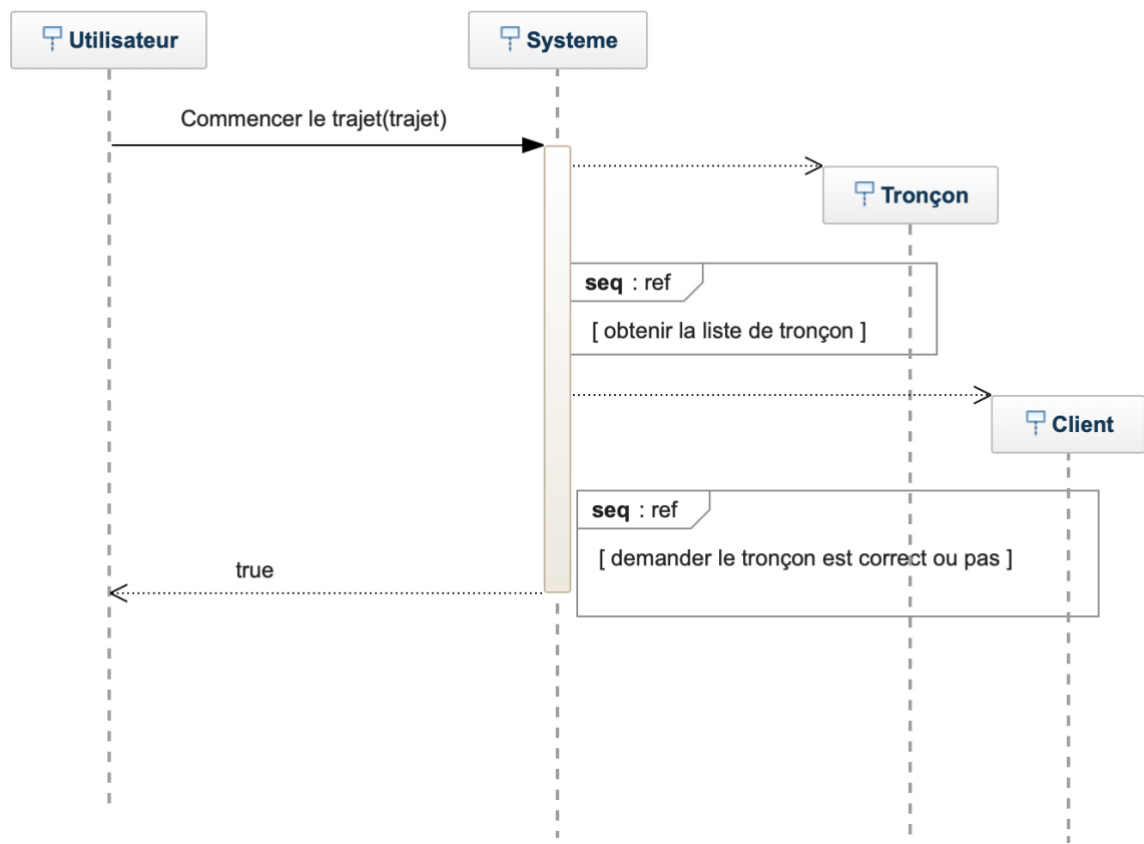 Utilisateur
Systeme
Commencer le trajet(trajet)
Tronçon
seq : ref
[ obtenir la liste de tronçon ]
Client
seq : ref
[ demander le tronçon est correct ou pas ]
true